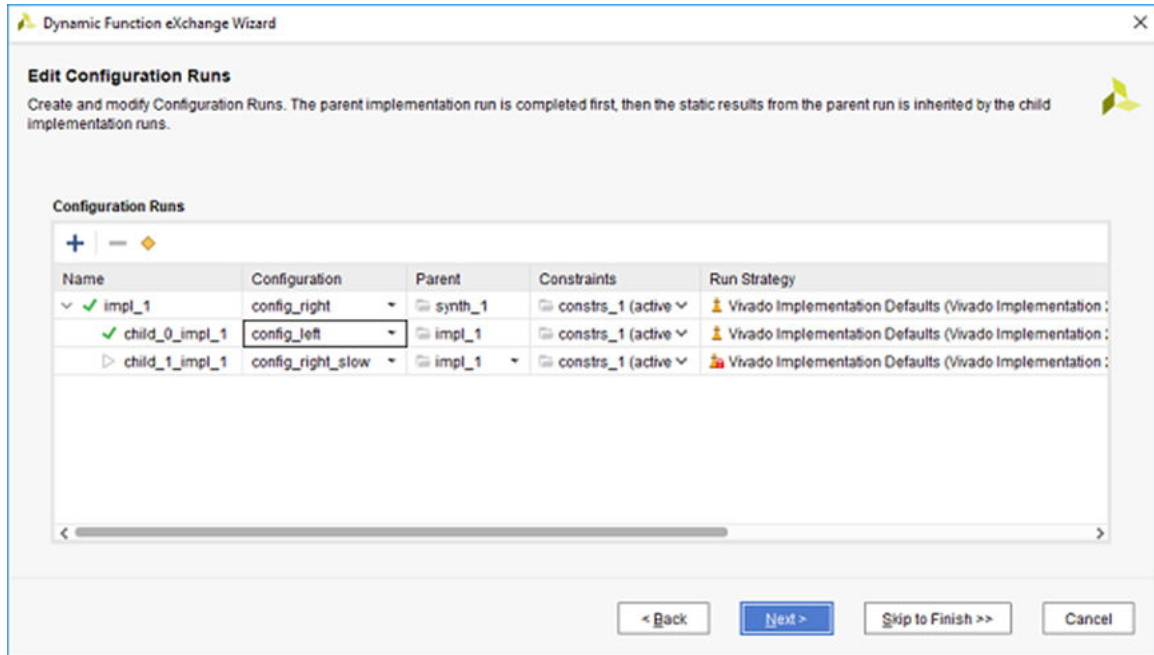 Dynamic Function eXchange Wizard
Edit Configuration Runs
Create and modify Configuration Runs. The parent implementation run is completed first, then the static results from the parent run is inherited by the child
implementation runs.
Configuration Runs
Name Configuration Parent Constraints Run Strategy
impl_1 config_right synth_1 constrs_1 (active Vivado Implementation Defaults (Vivado Implementation
child_0_impl_1 config_left impl_1 constrs_1 (active Vivado Implementation Defaults (Vivado Implementation
child_1_impl_1 config_right_slow impl_1 constrs_1 (active Vivado Implementation Defaults (Vivado Implementation
< Back Next > Skip to Finish >> Cancel